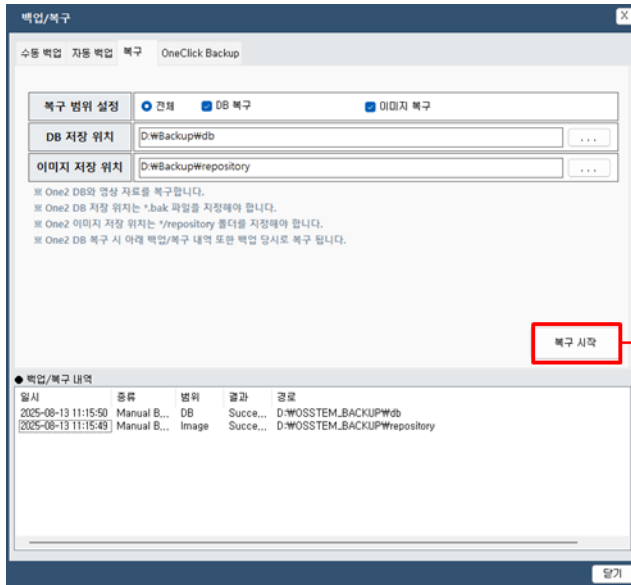 백업/복구
X
수동 백업 자동 백업 복구 OneClick Backup
복구 범위 설정 전체 DB 복구 이미지 복구
DB 저장 위치 D:₩Backup₩db ...
이미지 저장 위치 D:₩Backup₩repository ...
※ One2 DB와 영상 자료를 복구합니다.
※ One2 DB 저장 위치는 *.bak 파일을 지정해야 합니다.
※ One2 이미지 저장 위치는 */repository 폴더를 지정해야 합니다.
※ One2 DB 복구 시 아래 백업/복구 내역 또한 백업 당시로 복구 됩니다.
복구 시작
● 백업/복구 내역
일시 종류 범위 결과 경로
2025-08-13 11:15:50 Manual B... DB Succe... D:₩OSSTEM_BACKUP₩db
2025-08-13 11:15:49 Manual B... Image Succe... D:₩OSSTEM_BACKUP₩repository
닫기